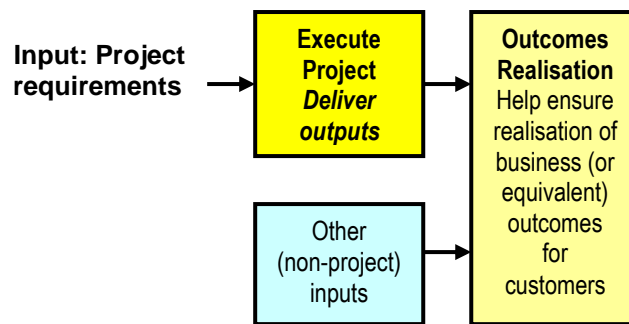 Input: Project
requirements
Execute
Project
Deliver
outputs
Outcomes
Realisation
Help ensure
realisation of
business (or
equivalent)
outcomes
for
customers
Other
(non-project)
inputs